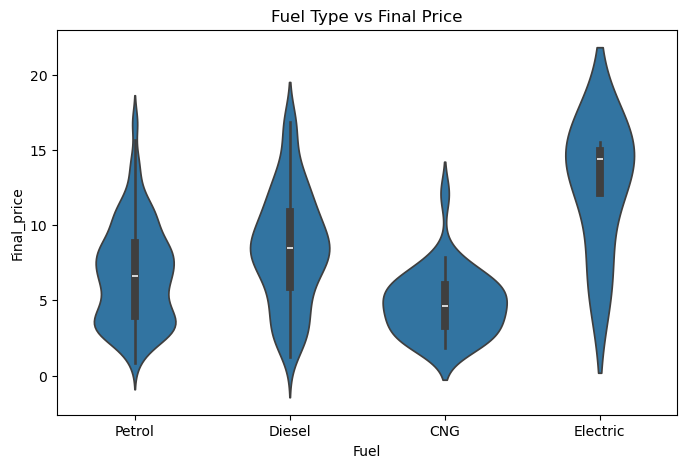 Fuel Type vs Final Price
Final_price
20
15
10
5
0
Petrol Diesel CNG Electric
Fuel